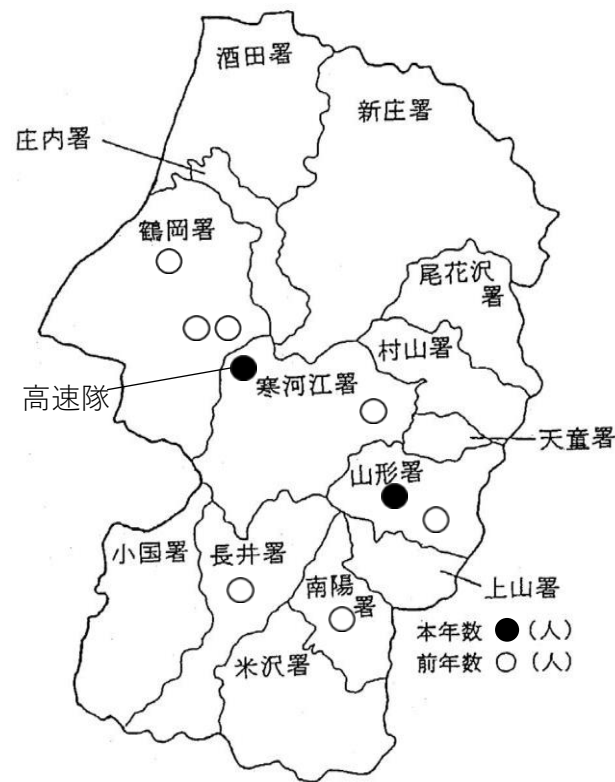 酒田署
新庄署
庄内署
鶴岡署
尾花沢
署
村山署
高速隊
寒河江署
天童署
山形署
小国署
長井署
南陽
署
上山署
本年数 ● (人)
米沢署
前年数 ○ (人)